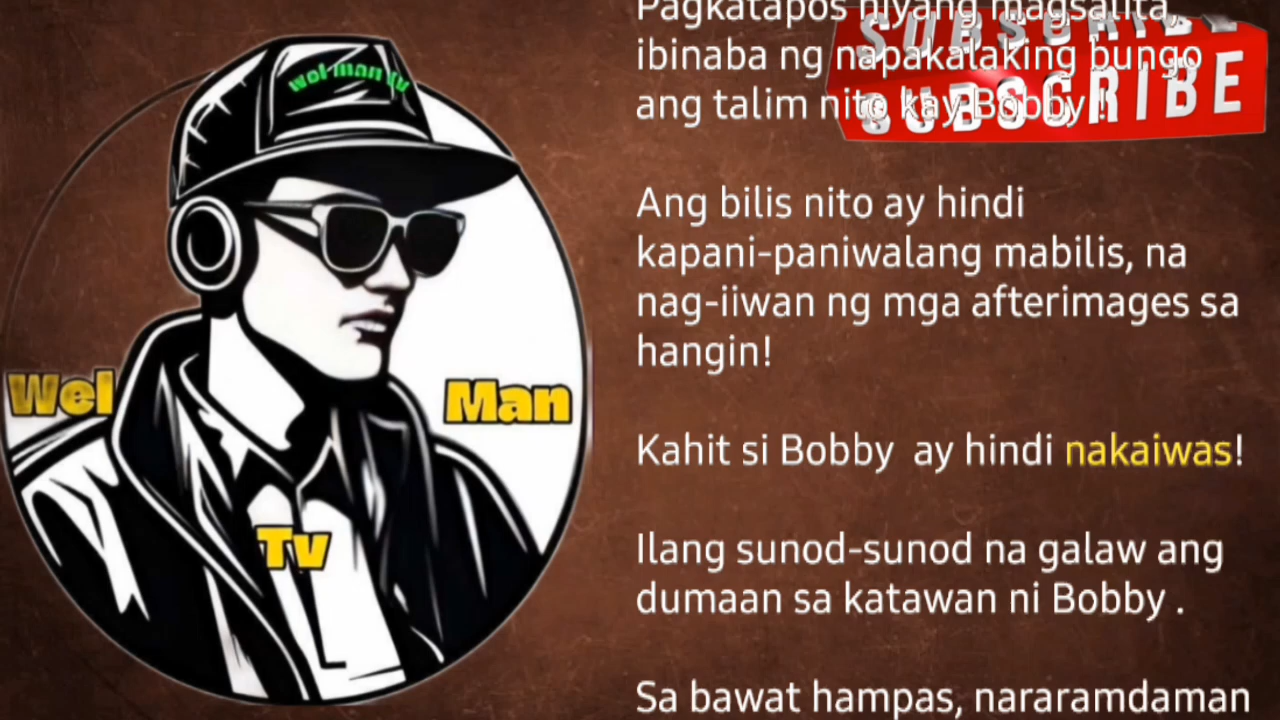 wel man tv
Wel Man
Tv
SUBSCRIBE
SUBSCRIBE
Pagkatapos niyang magsalita,
ibinaba ng napakalaking bungo
ang talim nito kay Bobby !
Ang bilis nito ay hindi
kapani-paniwalang mabilis, na
nag-iiwan ng mga afterimages sa
hangin!
Kahit si Bobby ay hindi nakaiwas!
Ilang sunod-sunod na galaw ang
dumaan sa katawan ni Bobby .
Sa bawat hampas, nararamdaman